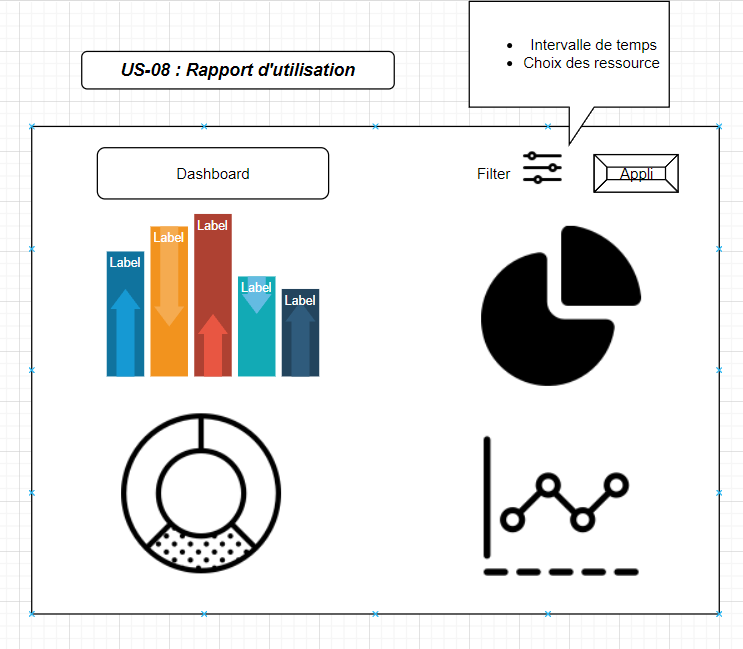 Intervalle de temps
Choix des ressource
US-08 : Rapport d'utilisation
Dashboard
Filter
Appli
Label
Label
Label
Label
Label